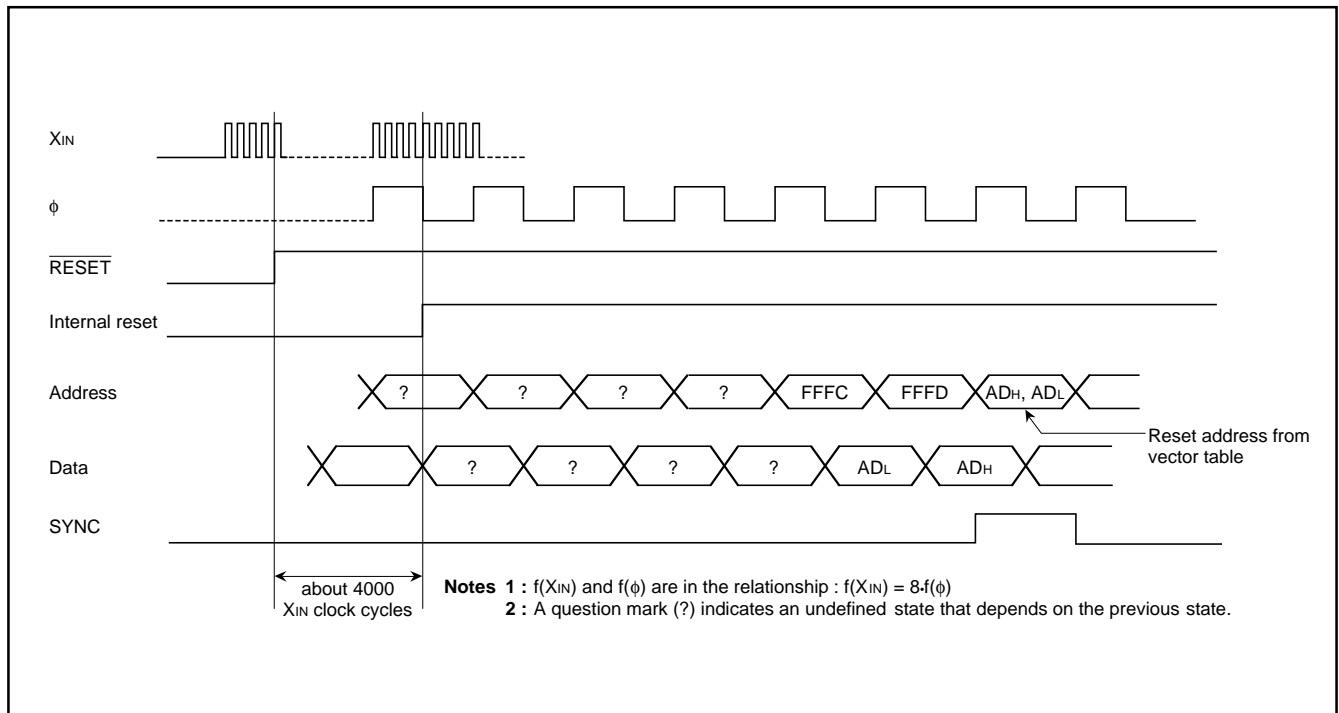 XIN
ϕ
RESET
Internal reset
Address
? ? ? ? FFFC FFFD ADH, ADL
Reset address from
vector table
Data
? ? ? ? ADL ADH
SYNC
about 4000
XIN clock cycles
Notes 1 : f(XIN) and f(ϕ) are in the relationship : f(XIN) = 8•f(ϕ)
2 : A question mark (?) indicates an undefined state that depends on the previous state.